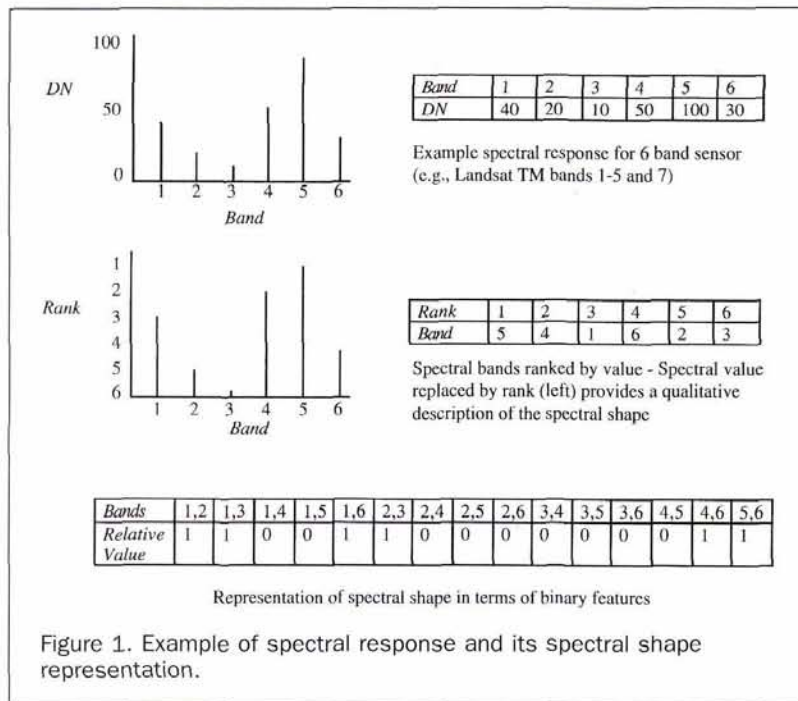 100
DN
50
0
1 2 3 4 5 6
Band
Band 1 2 3 4 5 6
DN 40 20 10 50 100 30
Example spectral response for 6 band sensor
(e.g., Landsat TM bands 1-5 and 7)
1
2
Rank
3
4
5
6
1 2 3 4 5 6
Band
Rank 1 2 3 4 5 6
Band 5 4 1 6 2 3
Spectral bands ranked by value - Spectral value
replaced by rank (left) provides a qualitative
description of the spectral shape
Bands 1,2 1,3 1,4 1,5 1,6 2,3 2,4 2,5 2,6 3,4 3,5 3,6 4,5 4,6 5,6
Relative 1 1 0 0 1 1 0 0 0 0 0 0 0 1 1
Value
Representation of spectral shape in terms of binary features
Figure 1. Example of spectral response and its spectral shape
representation.